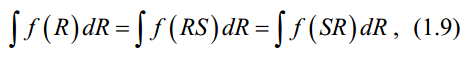 ∫ f(R)dR = ∫ f(RS)dR = ∫ f(SR)dR, (1.9)